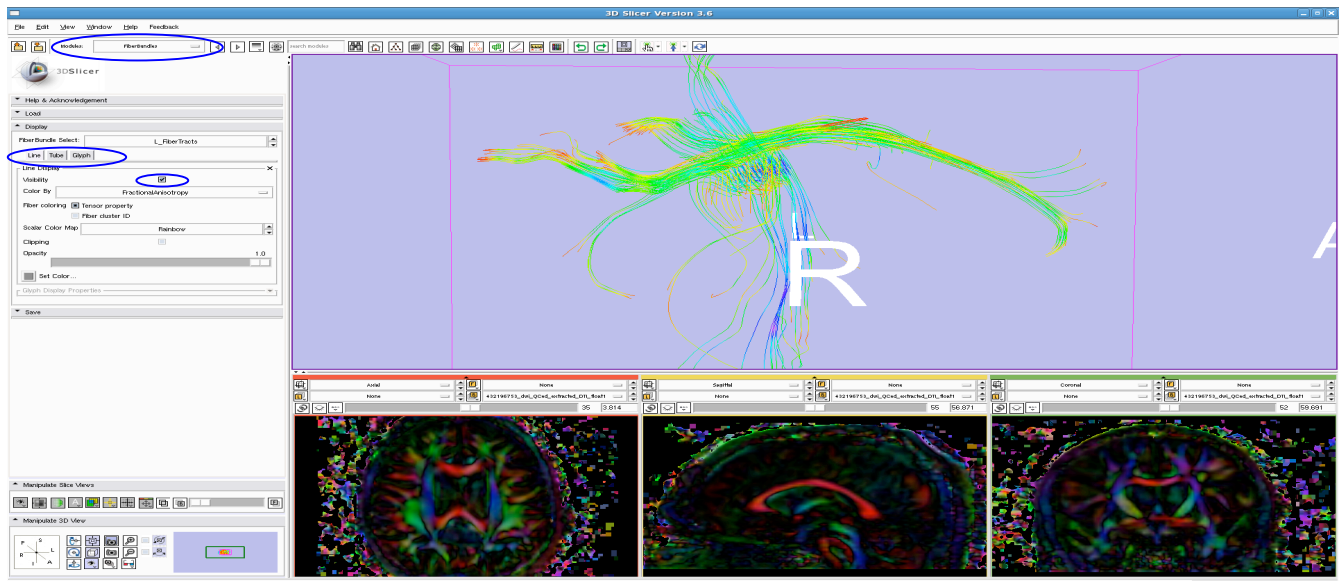 3D Slicer Version 3.6
File Edit View Window Help Feedback
Modules: FiberBundles search modules
3DSlicer
Help & Acknowledgement
Load
Display
FiberBundle Select: L_FiberTracts
Line Tube Glyph
Line Display
Visibility
Color By FractionalAnisotropy
Fiber coloring Tensor property
Fiber cluster ID
Scalar Color Map Rainbow
Clipping
Opacity 1.0
Set Color...
Glyph Display Properties
Save
R
A
Axial None Sagittal None Coronal None
None 432196753_dwi_QCed_extracted_DTI_float1 None 432196753_dwi_QCed_extracted_DTI_float1 None 432196753_dwi_QCed_extracted_DTI_float1
35 3.814 55 56.871 52 59.691
Manipulate Slice Views
Manipulate 3D View
P S
R L
I A